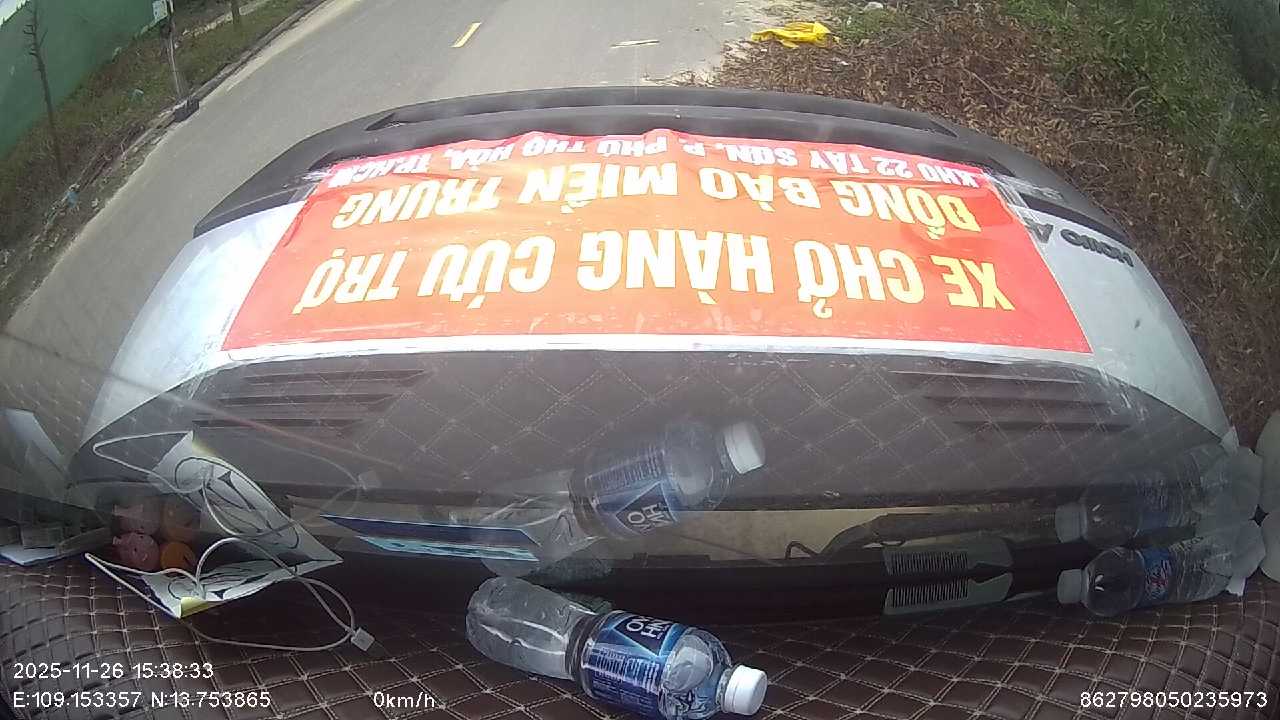 XE CHỞ HÀNG CỨU TRỢ
ĐỒNG BÀO MIỀN TRUNG
KHO 22 TÂY SƠN, P. PHÚ THỌ HÒA, TP.HCM
2025-11-26 15:38:33
E:109.153357 N:13.753865
0km/h
862798050235973